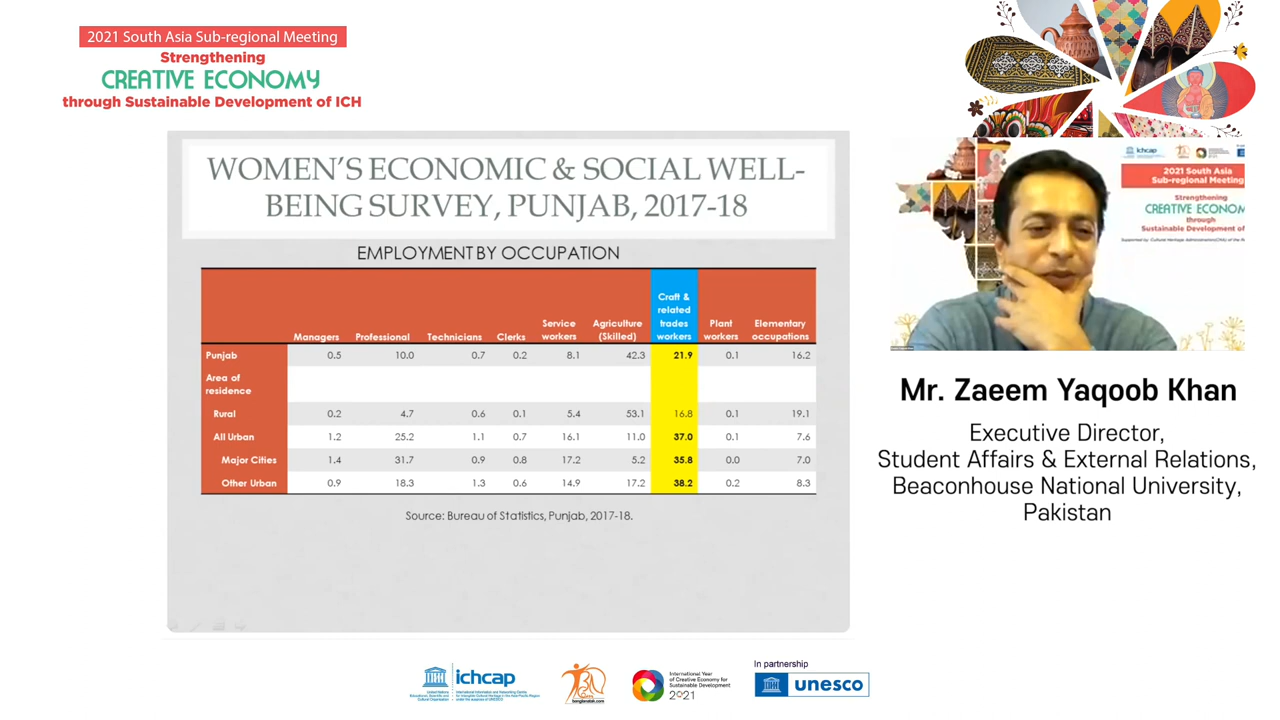 2021 South Asia Sub-regional Meeting
Strengthening
CREATIVE ECONOMY
through Sustainable Development of ICH
WOMEN'S ECONOMIC & SOCIAL WELL-
BEING SURVEY, PUNJAB, 2017-18
EMPLOYMENT BY OCCUPATION
Managers Professional Technicians Clerks Service workers Agriculture (Skilled) Craft & related trades workers Plant workers Elementary occupations
Punjab 0.5 10.0 0.7 0.2 8.1 42.3 21.9 0.1 16.2
Area of
residence
Rural 0.2 4.7 0.6 0.1 5.4 53.1 16.8 0.1 19.1
All Urban 1.2 25.2 1.1 0.7 16.1 11.0 37.0 0.1 7.6
Major Cities 1.4 31.7 0.9 0.8 17.2 5.2 35.8 0.0 7.0
Other Urban 0.9 18.3 1.3 0.6 14.9 17.2 38.2 0.2 8.3
Source: Bureau of Statistics, Punjab, 2017-18.
ichcap
2021 South Asia
Sub-regional Meeting
Strengthening
CREATIVE ECONOM
through
Sustainable Development of
Mr. Zaeem Yaqoob Khan
Executive Director,
Student Affairs & External Relations,
Beaconhouse National University,
Pakistan
ichcap
International Year
of Creative Economy for
Sustainable Development
2021
In partnership
unesco